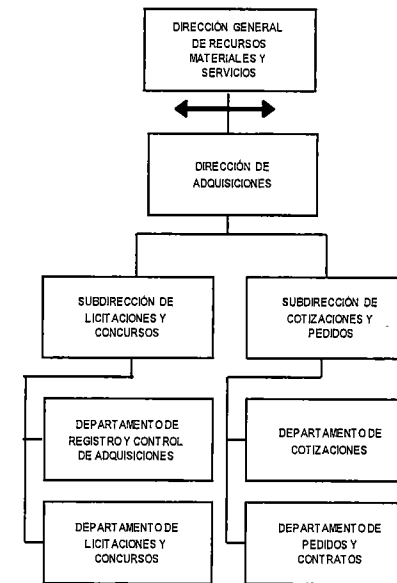 DIRECCIÓN GENERAL
DE RECURSOS
MATERIALES Y
SERVICIOS
DIRECCIÓN DE
ADQUISICIONES
SUBDIRECCIÓN DE
LICITACIONES Y
CONCURSOS
SUBDIRECCIÓN DE
COTIZACIONES Y
PEDIDOS
DEPARTAMENTO DE
REGISTRO Y CONTROL
DE ADQUISICIONES
DEPARTAMENTO DE
COTIZACIONES
DEPARTAMENTO DE
LICITACIONES Y
CONCURSOS
DEPARTAMENTO DE
PEDIDOS Y
CONTRATOS